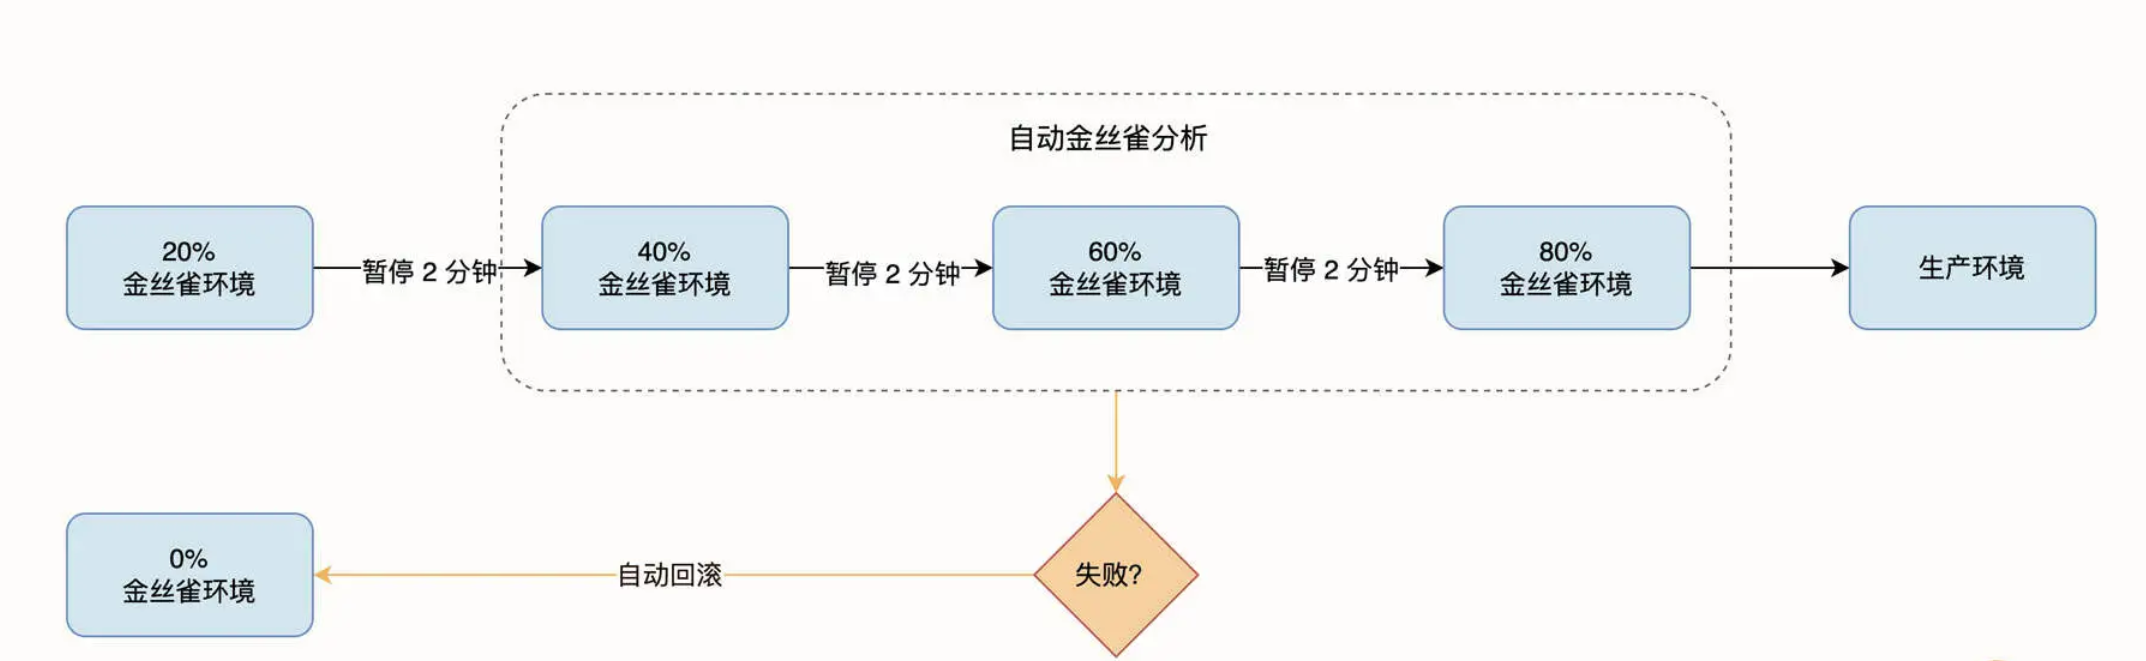 自动金丝雀分析
20%
金丝雀环境
暂停 2 分钟
40%
金丝雀环境
暂停 2 分钟
60%
金丝雀环境
暂停 2 分钟
80%
金丝雀环境
生产环境
0%
金丝雀环境
自动回滚
失败?